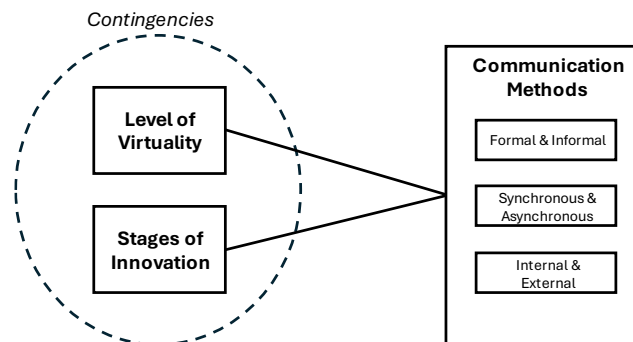 Contingencies
Level of
Virtuality
Stages of
Innovation
Communication
Methods
Formal & Informal
Synchronous &
Asynchronous
Internal &
External